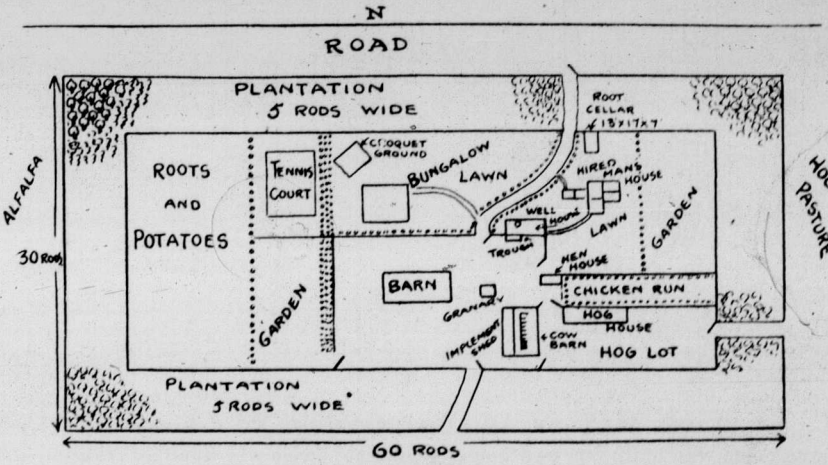 N
ROAD
PLANTATION
5 RODS WIDE
ROOT
CELLAR
13X17X7
CROQUET
GROUND
BUNGALOW
LAWN
TENNIS
COURT
ROOTS
AND
POTATOES
HIRED
MANS
HOUSE
ALFALFA
HOG
PASTURE
WELL
HOUSE
LAWN
GARDEN
TROUGH
30 RODS
HEN
HOUSE
BARN
GRANARY
CHICKEN RUN
GARDEN
HOG
HOUSE
IMPLEMENT
SHED
COW
BARN
HOG LOT
PLANTATION
5 RODS WIDE
60 RODS